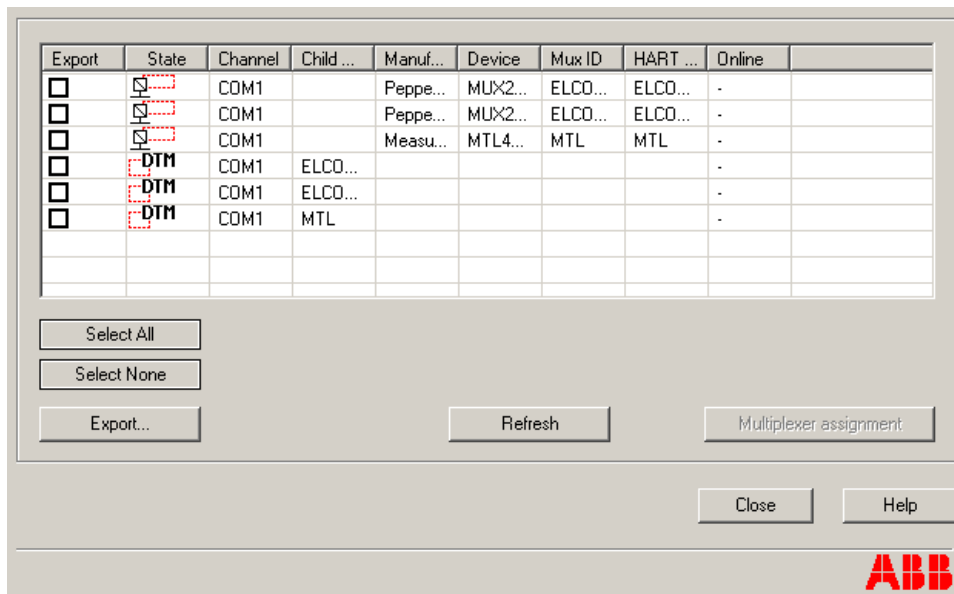 Export State Channel Child ... Manuf... Device Mux ID HART ... Online
COM1 Peppe... MUX2... ELCO... ELCO... -
COM1 Peppe... MUX2... ELCO... ELCO... -
COM1 Measu... MTL4... MTL MTL -
DTM COM1 ELCO... -
DTM COM1 ELCO... -
DTM COM1 MTL -
Select All
Select None
Export... Refresh Multiplexer assignment
Close Help
ABB